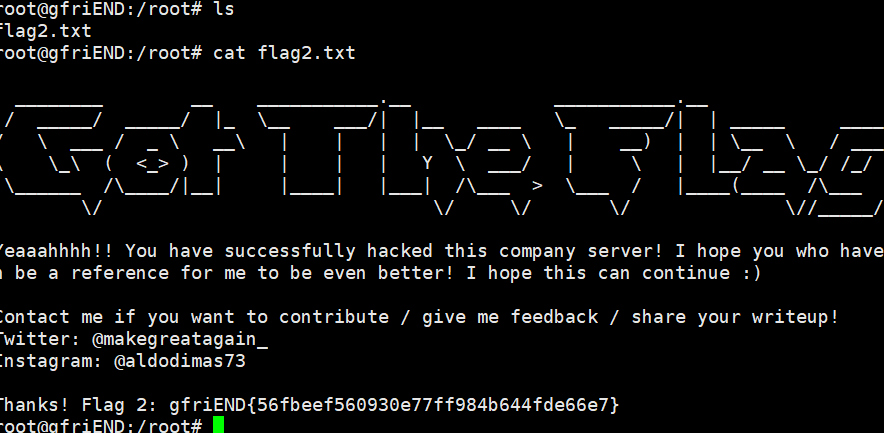 root@gfriEND:/root# ls
flag2.txt
root@gfriEND:/root# cat flag2.txt
Got The Flag
Yeaaahhhh!! You have successfully hacked this company server! I hope you who have
n be a reference for me to be even better! I hope this can continue :)
Contact me if you want to contribute / give me feedback / share your writeup!
Twitter: @makegreatagain_
Instagram: @aldodimas73
Thanks! Flag 2: gfriEND{56fbeef560930e77ff984b644fde66e7}
root@gfriEND:/root#